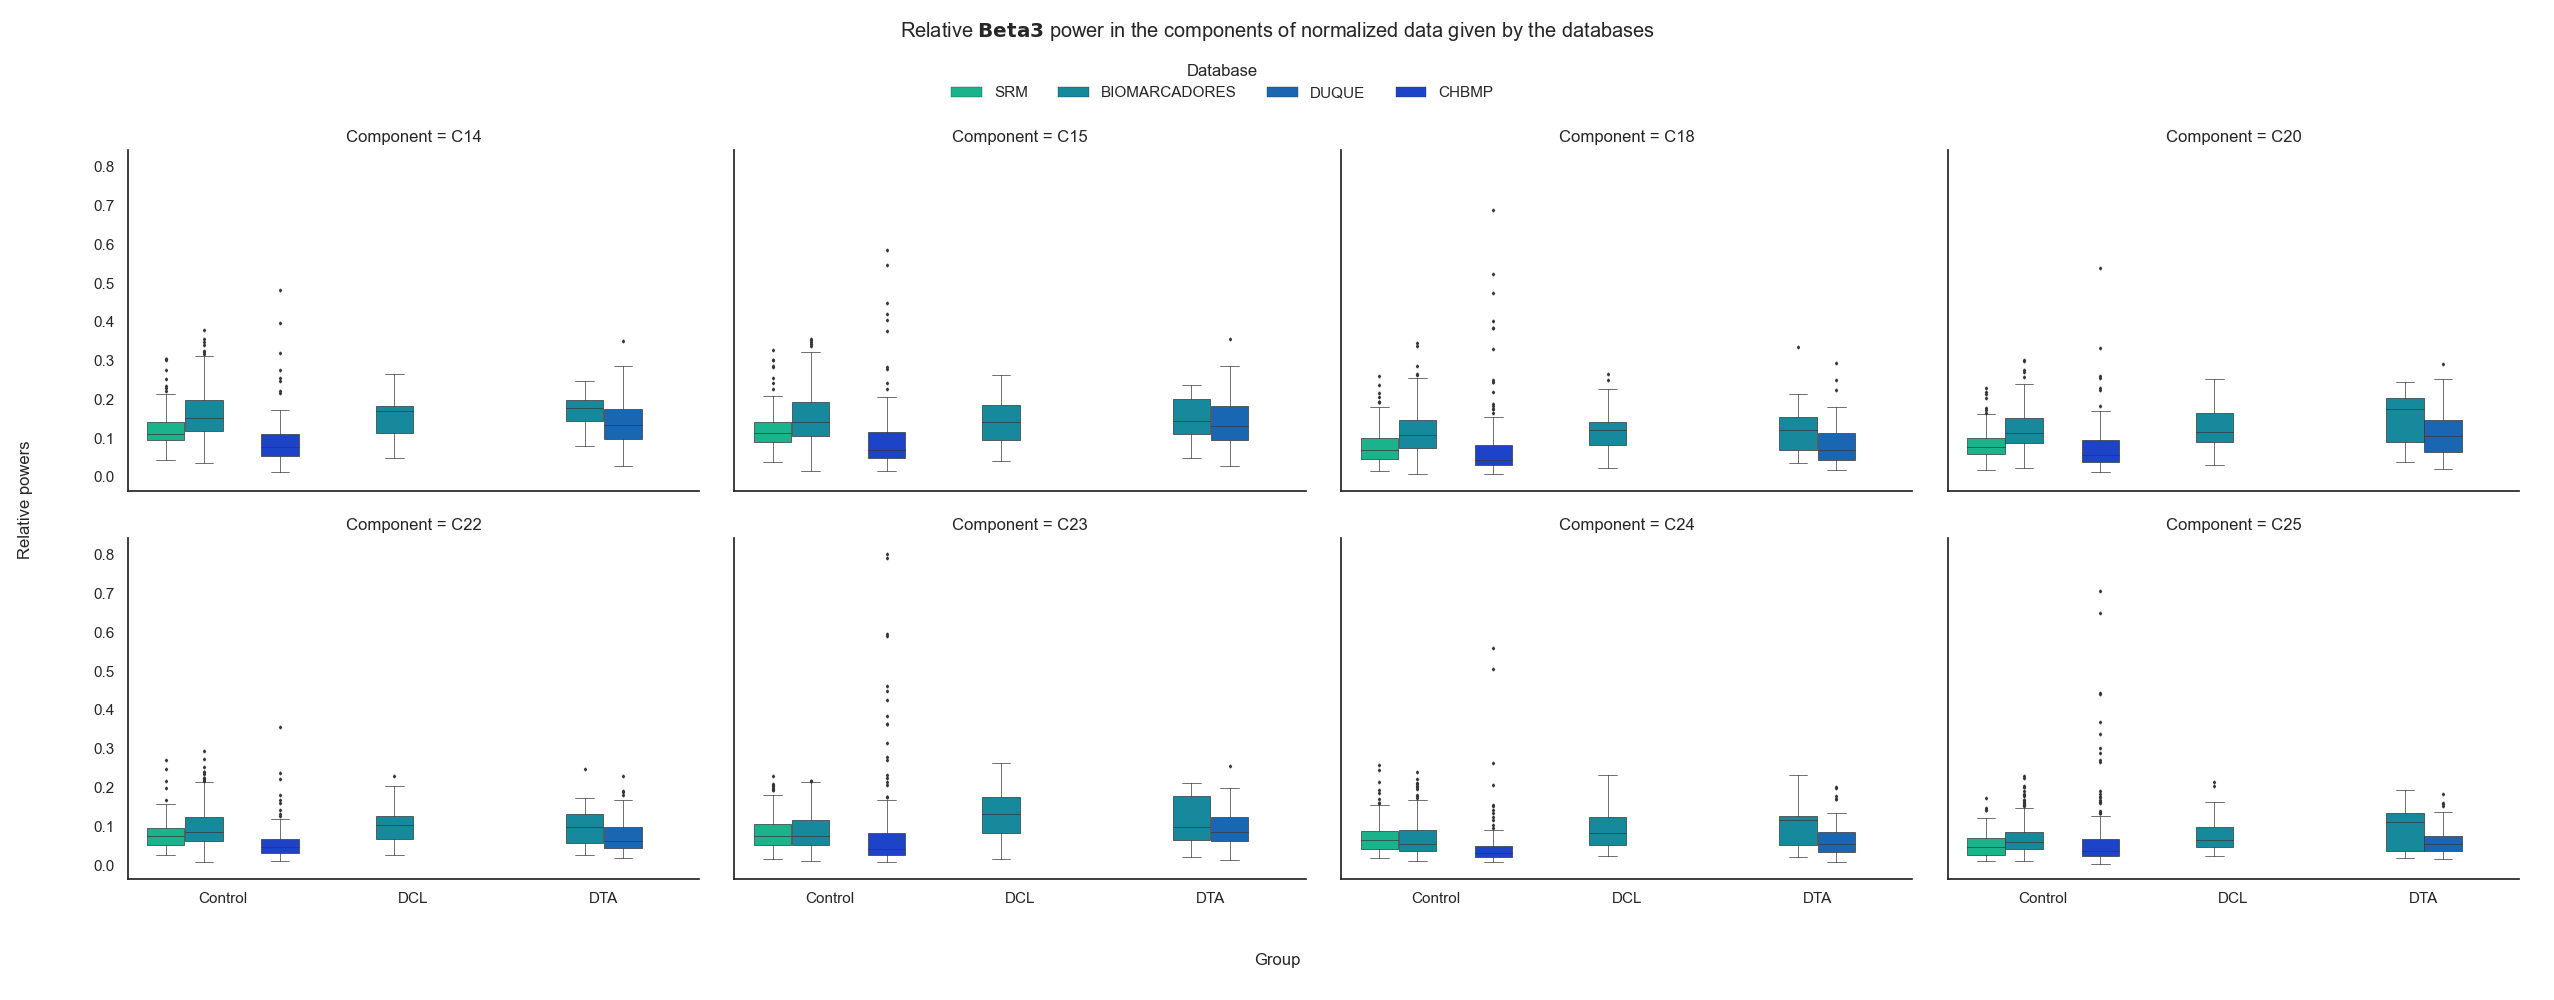 Relative Beta3 power in the components of normalized data given by the databases
Database
SRM BIOMARCADORES DUQUE CHBMP
Component = C14 Component = C15 Component = C18 Component = C20
0.8
0.7
0.6
0.5
0.4
0.3
0.2
0.1
0.0
Relative powers
Component = C22 Component = C23 Component = C24 Component = C25
0.8
0.7
0.6
0.5
0.4
0.3
0.2
0.1
0.0
Control DCL DTA Control DCL DTA Control DCL DTA Control DCL DTA
Group